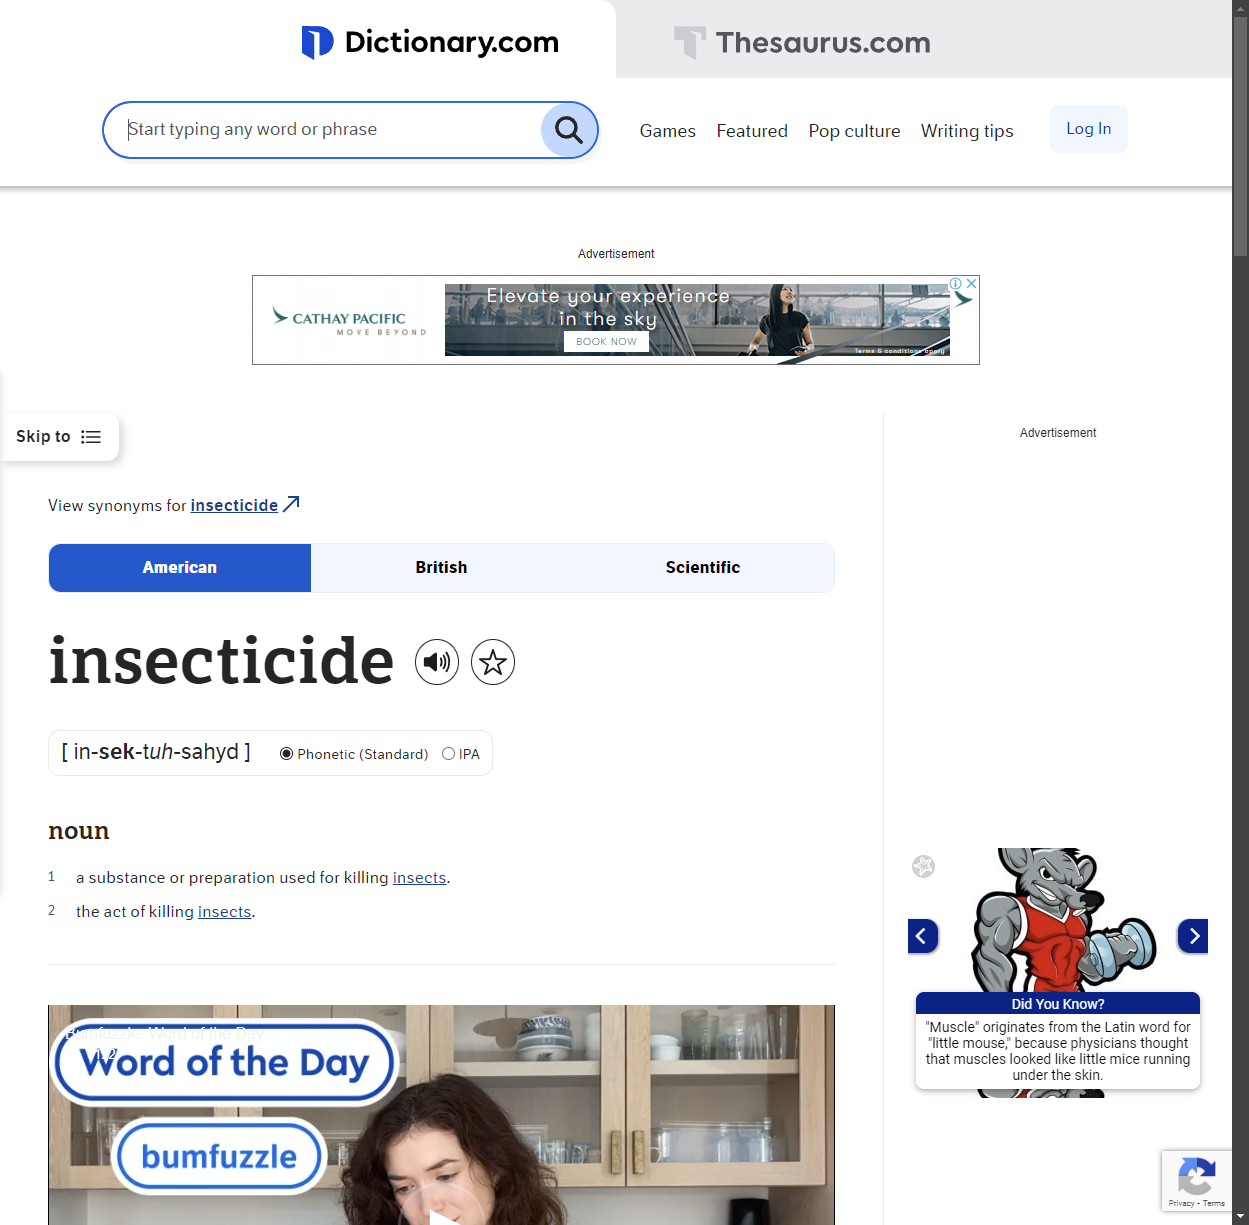 Dictionary.com
Thesaurus.com
Start typing any word or phrase
Games Featured Pop culture Writing tips Log In
Advertisement
CATHAY PACIFIC
MOVE BEYOND
Elevate your experience
in the sky
BOOK NOW
Terms & conditions apply
Skip to
Advertisement
View synonyms for insecticide
American British Scientific
insecticide
[ in-sek-tuh-sahyd ] Phonetic (Standard) IPA
noun
1 a substance or preparation used for killing insects.
2 the act of killing insects.
Bumfuzzle: Word of the Day
Word of the Day
bumfuzzle
Did You Know?
"Muscle" originates from the Latin word for
"little mouse," because physicians thought
that muscles looked like little mice running
under the skin.
Privacy - Terms